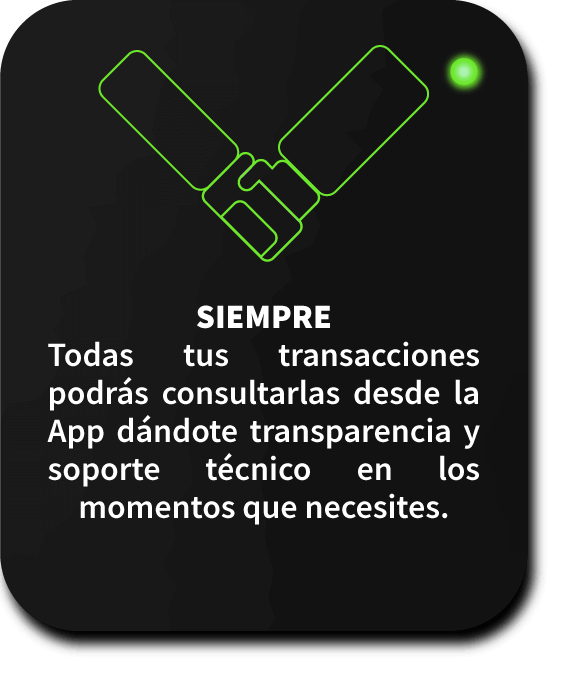 SIEMPRE
Todas tus transacciones
podrás consultarlas desde la
App dándote transparencia y
soporte técnico en los
momentos que necesites.